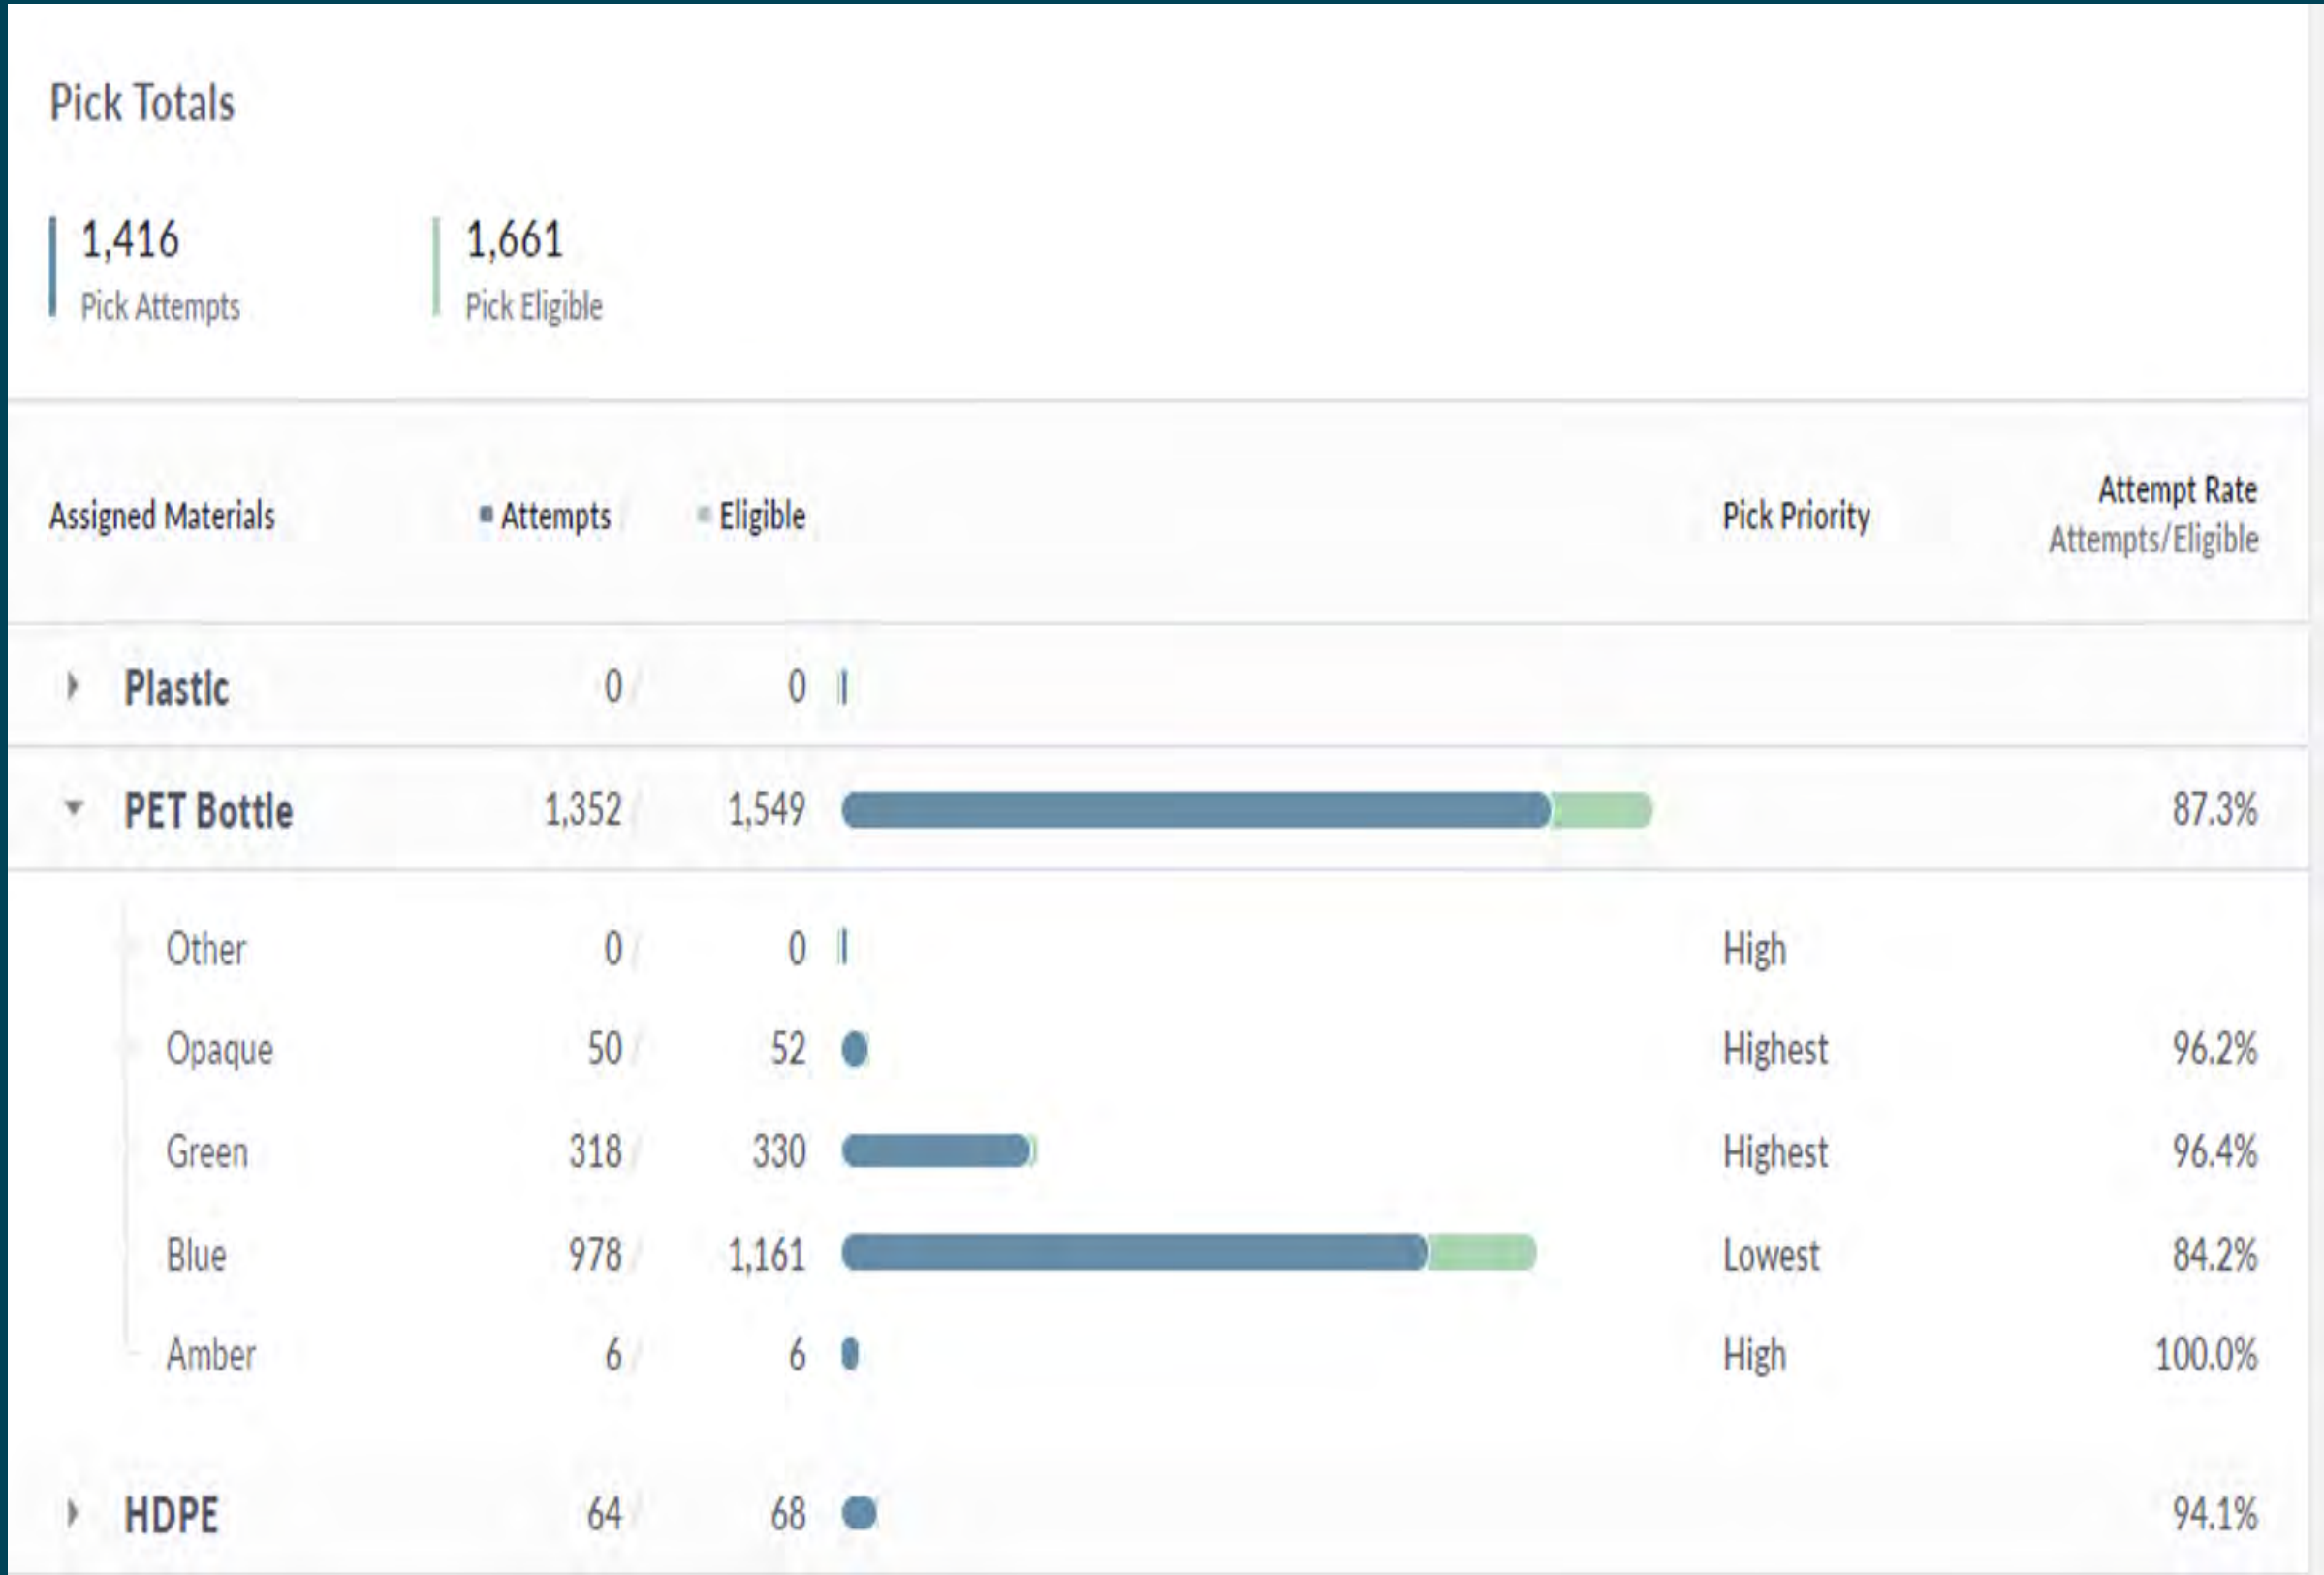 Pick Totals
1,416 1,661
Pick Attempts Pick Eligible
Attempt Rate
Assigned Materials Attempts / Eligible Pick Priority
Attempts/Eligible
Plastic 0 / 0
PET Bottle 1,352 / 1,549 87.3%
Other 0 / 0 High
Opaque 50 / 52 Highest 96.2%
Green 318 / 330 Highest 96.4%
Blue 978 / 1,161 Lowest 84.2%
Amber 6 / 6 High 100.0%
HDPE 64 / 68 94.1%